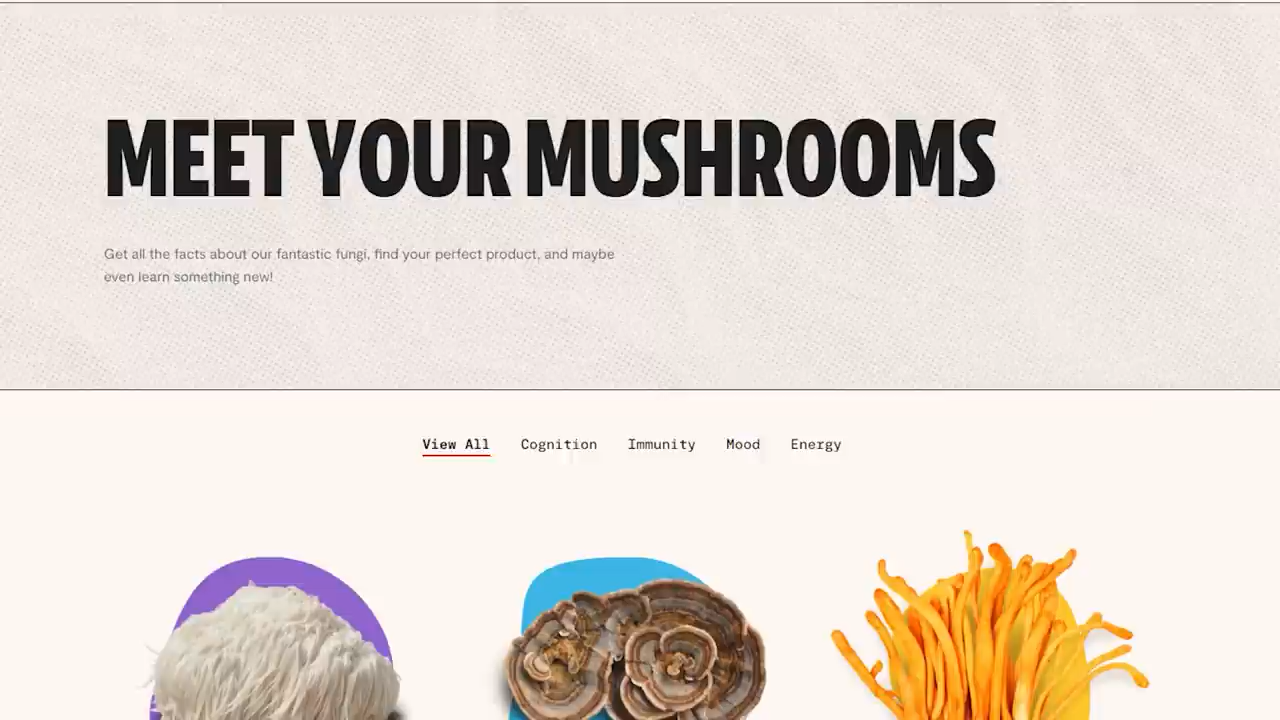 MEET YOUR MUSHROOMS
Get all the facts about our fantastic fungi, find your perfect product, and maybe
even learn something new!
View All Cognition Immunity Mood Energy